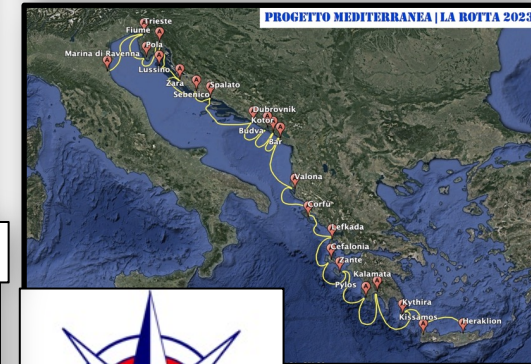 PROGETTO MEDITERRANEA | LA ROTTA 2023
Trieste
Fiume
Pola
Marina di Ravenna
Lussino
Zara
Sebenico
Spalato
Dubrovnik
Kotor
Budva
Bar
Valona
Corfù
Lefkada
Cefalonia
Zante
Kalamata
Pylos
Kythira
Kissamos
Heraklion